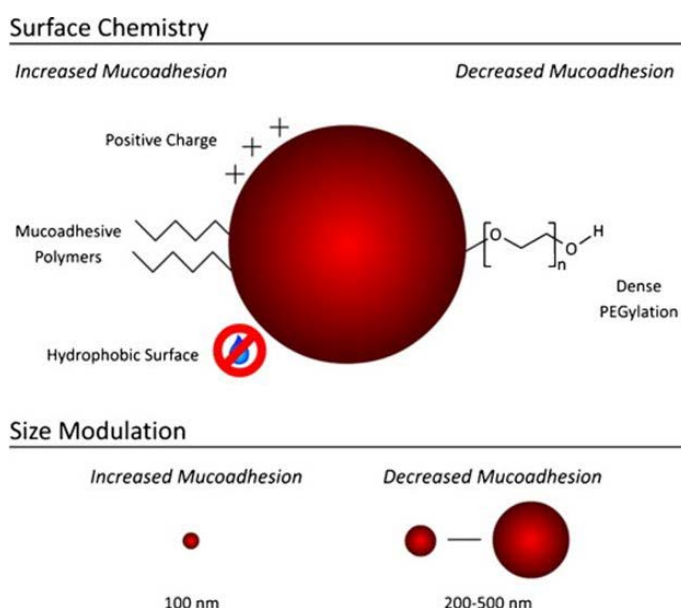 Surface Chemistry
Increased Mucoadhesion
Decreased Mucoadhesion
Positive Charge
+
+
+
Mucoadhesive
Polymers
O
n
O
H
Dense
PEGylation
Hydrophobic Surface
Size Modulation
Increased Mucoadhesion
Decreased Mucoadhesion
100 nm
200-500 nm